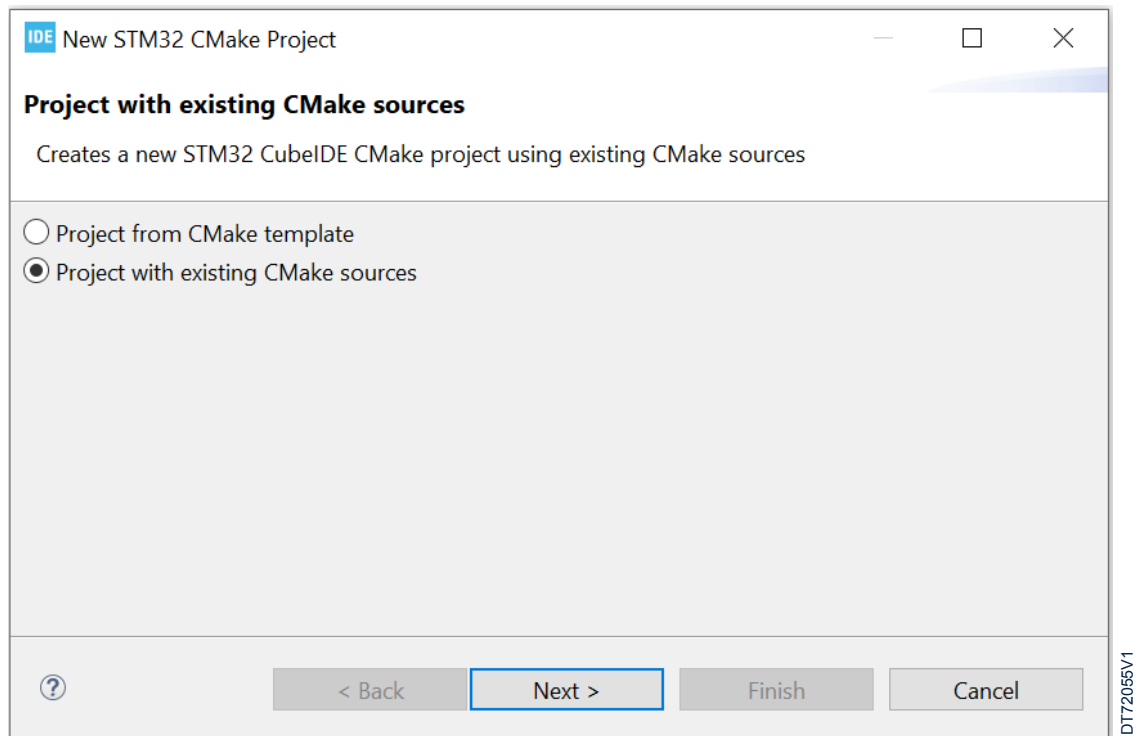 IDE New STM32 CMake Project
Project with existing CMake sources
Creates a new STM32 CubeIDE CMake project using existing CMake sources
Project from CMake template
Project with existing CMake sources
?
< Back Next > Finish Cancel
DT72055V1